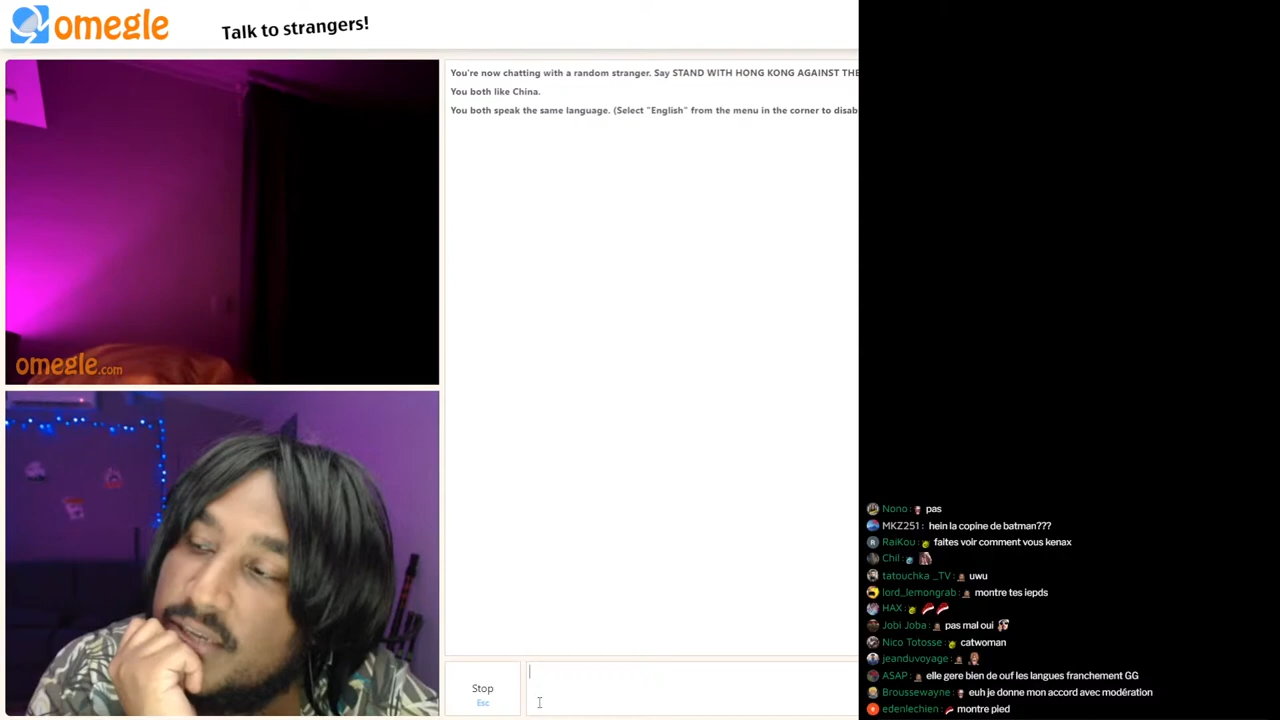 omegle
Talk to strangers!
You're now chatting with a random stranger. Say STAND WITH HONG KONG AGAINST THE
You both like China.
You both speak the same language. (Select "English" from the menu in the corner to disab
omegle.com
Stop
Esc
Nono : pas
MKZ251 : hein la copine de batman???
RaiKou : faites voir comment vous kenax
Chil :
tatouchka _TV : uwu
lord_lemongrab : montre tes iepds
HAX :
Jobi Joba : pas mal oui
Nico Totosse : catwoman
jeanduvoyage :
ASAP : elle gere bien de ouf les langues franchement GG
Broussewayne : euh je donne mon accord avec modération
edenlechien : montre pied